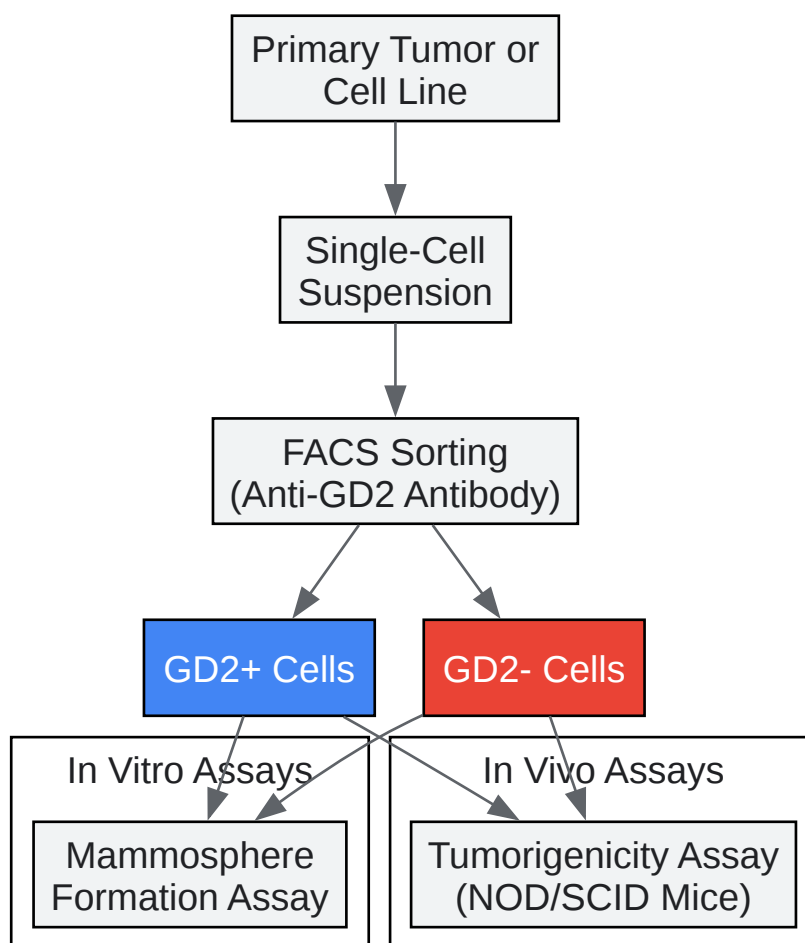 Primary Tumor or
Cell Line
Single-Cell
Suspension
FACS Sorting
(Anti-GD2 Antibody)
GD2+ Cells
GD2- Cells
In Vitro Assays
In Vivo Assays
Mammosphere
Formation Assay
Tumorigenicity Assay
(NOD/SCID Mice)